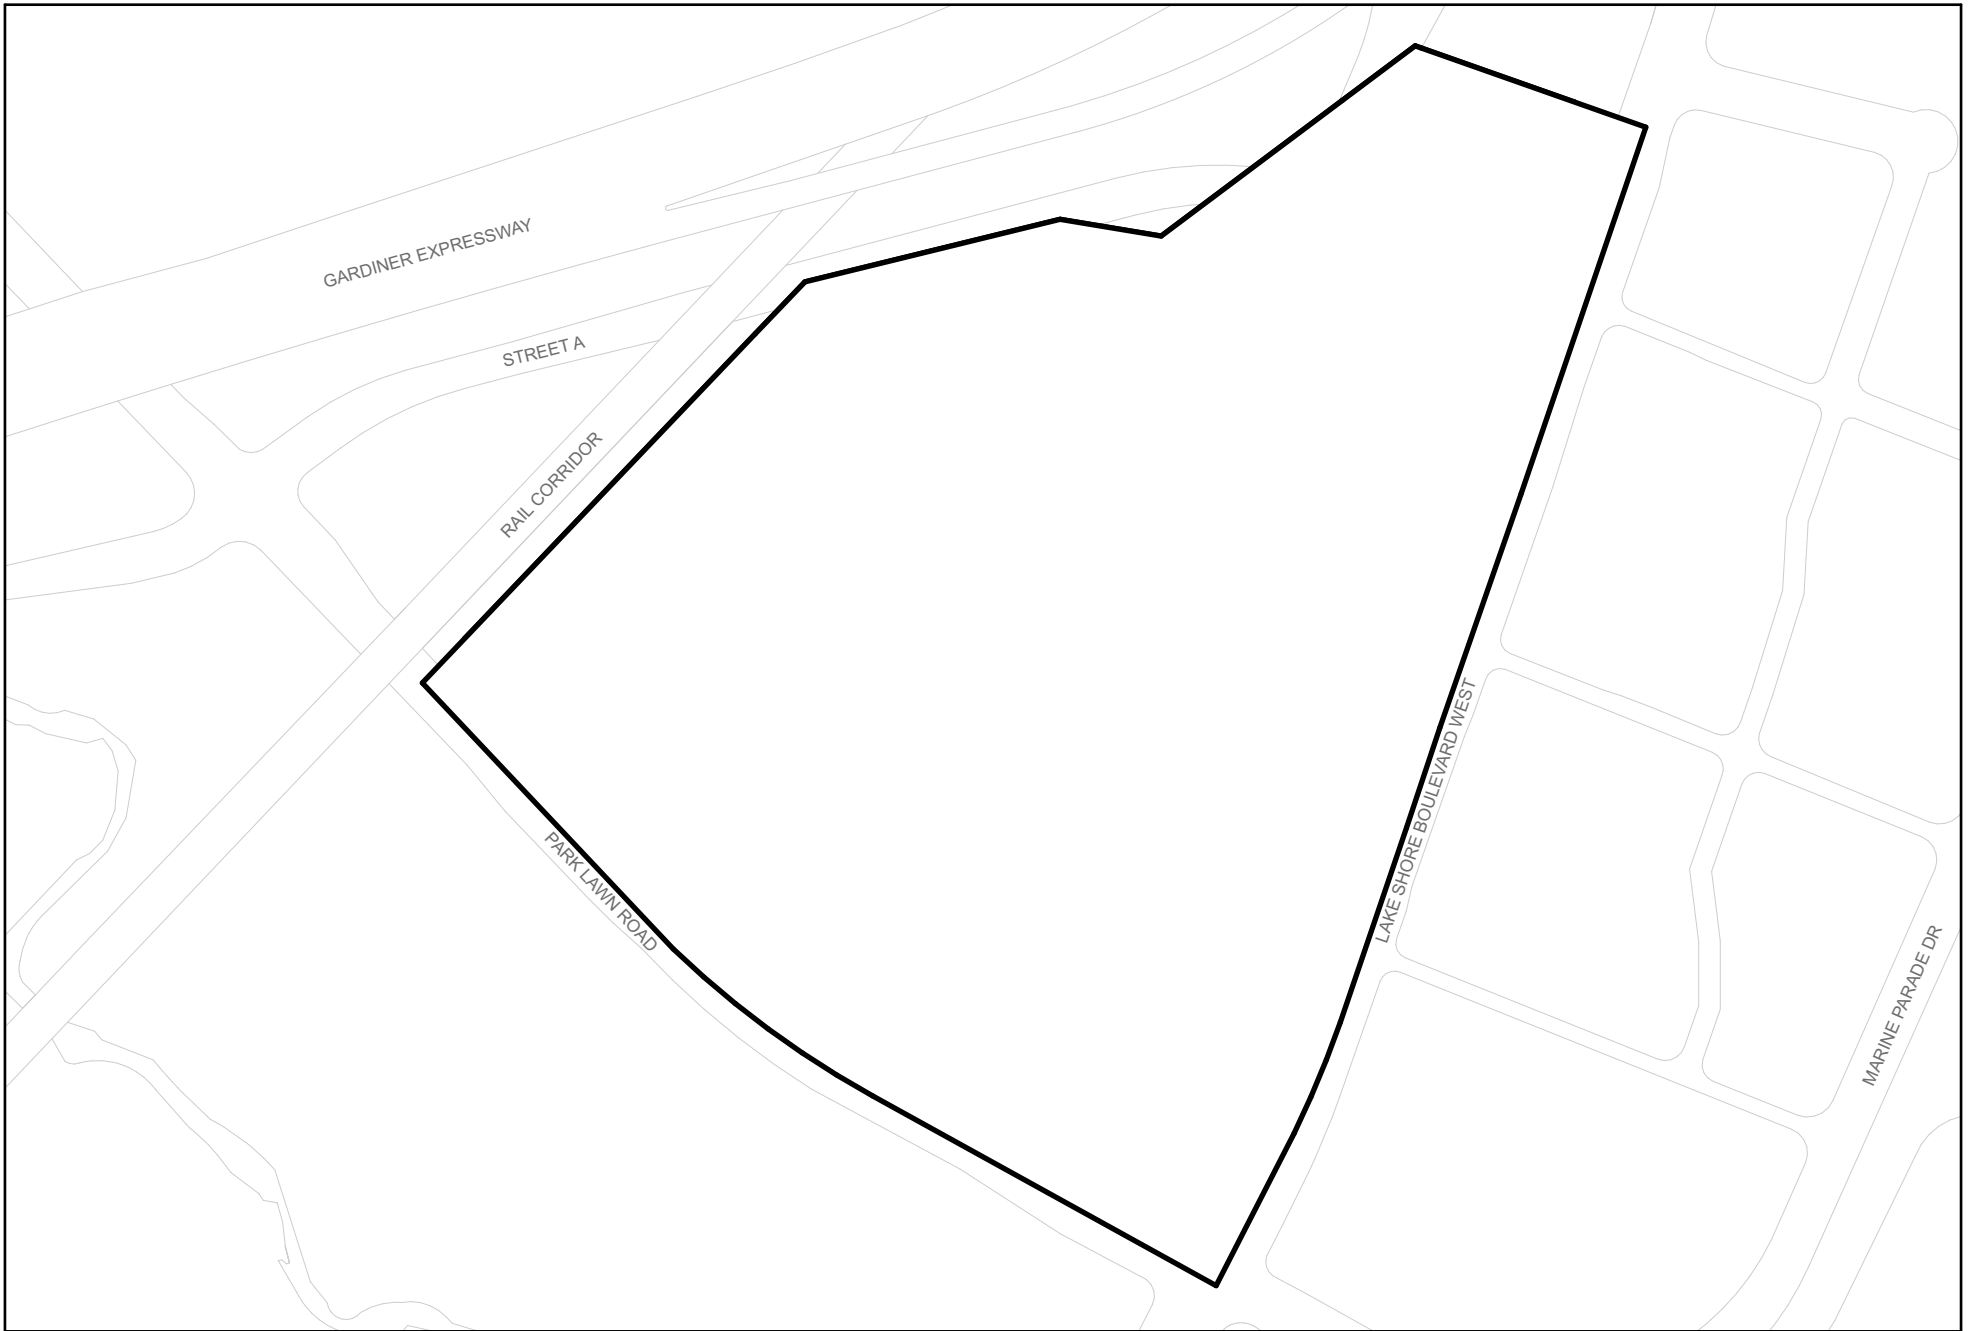 GARDINER EXPRESSWAY
STREET A
RAIL CORRIDOR
LAKE SHORE BOULEVARD WEST
PARK LAWN ROAD
MARINE PARADE DR